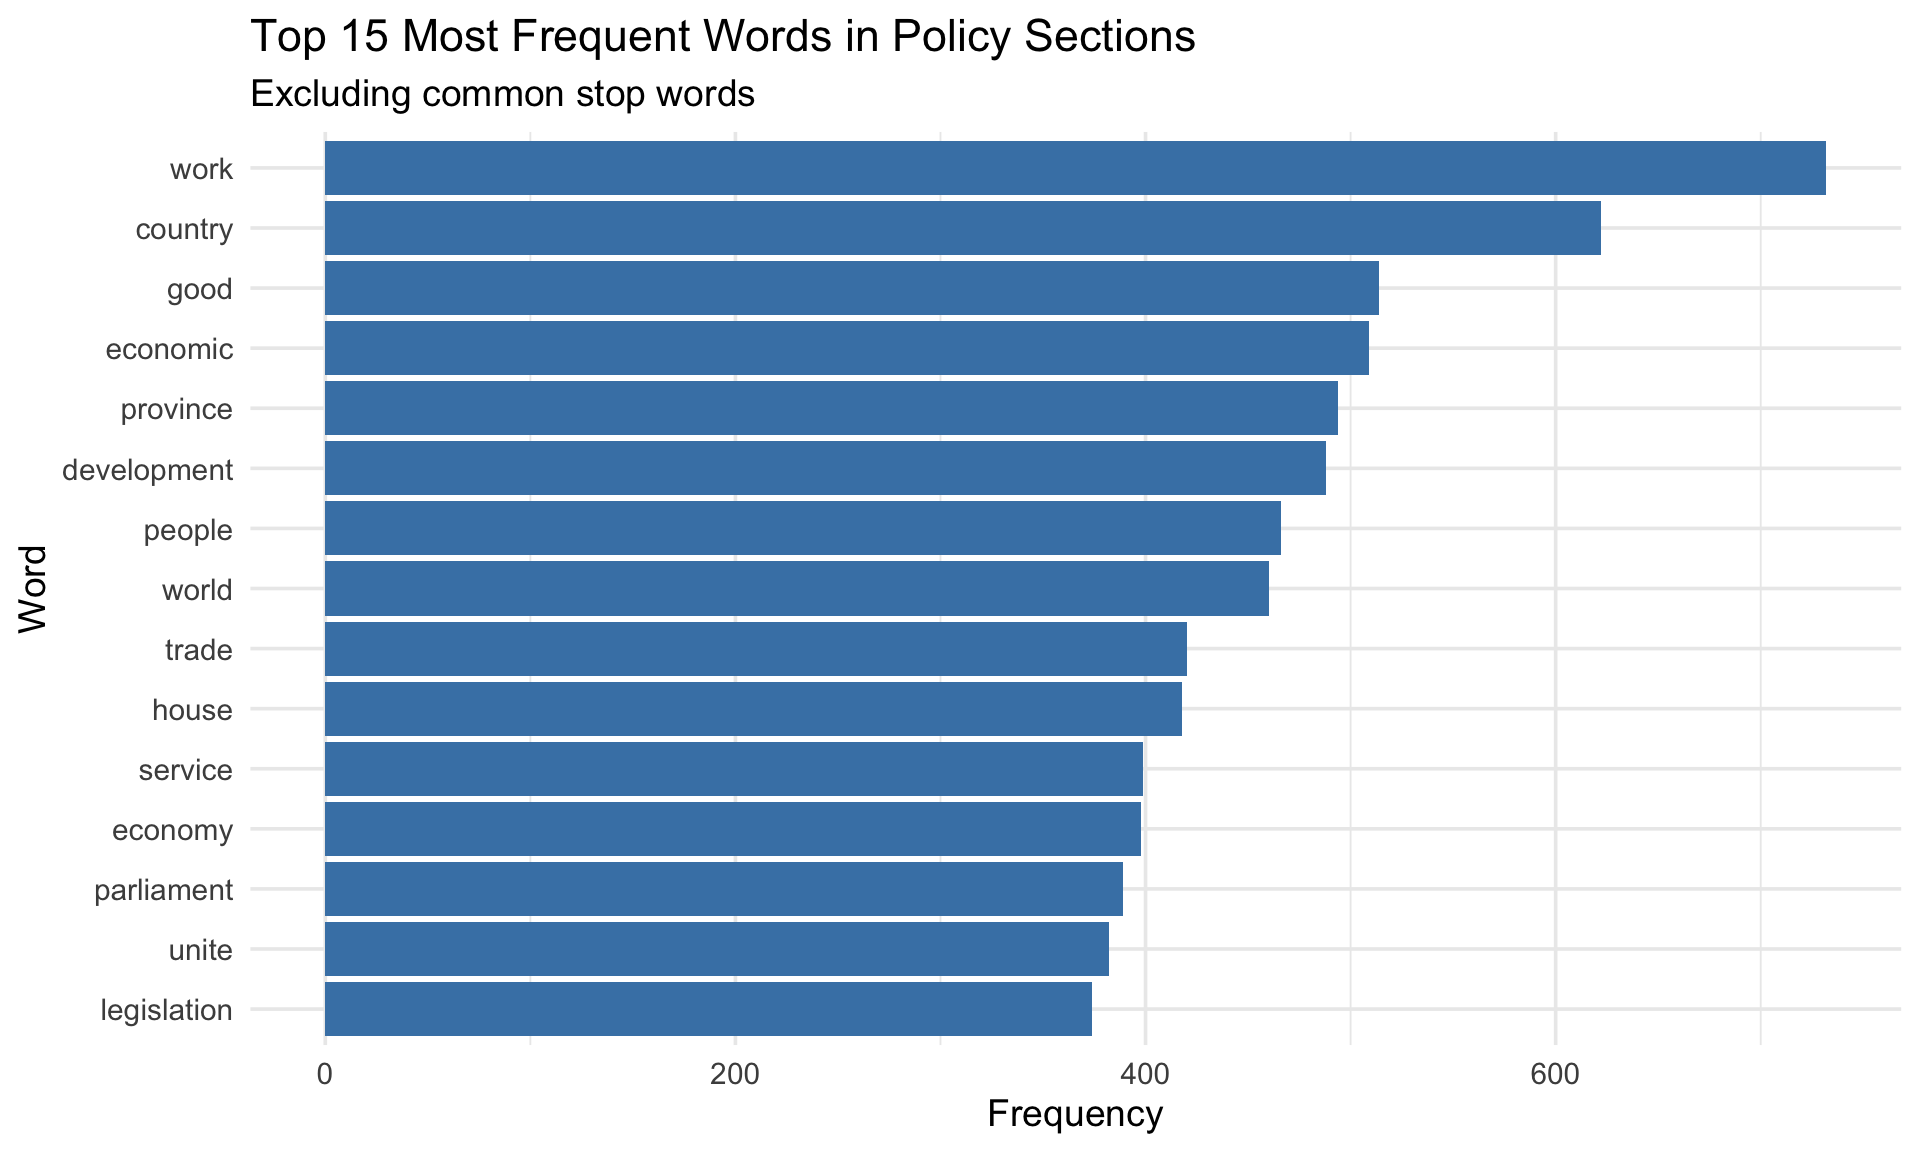 Top 15 Most Frequent Words in Policy Sections
Excluding common stop words
Word
work
country
good
economic
province
development
people
world
trade
house
service
economy
parliament
unite
legislation
0 200 400 600
Frequency